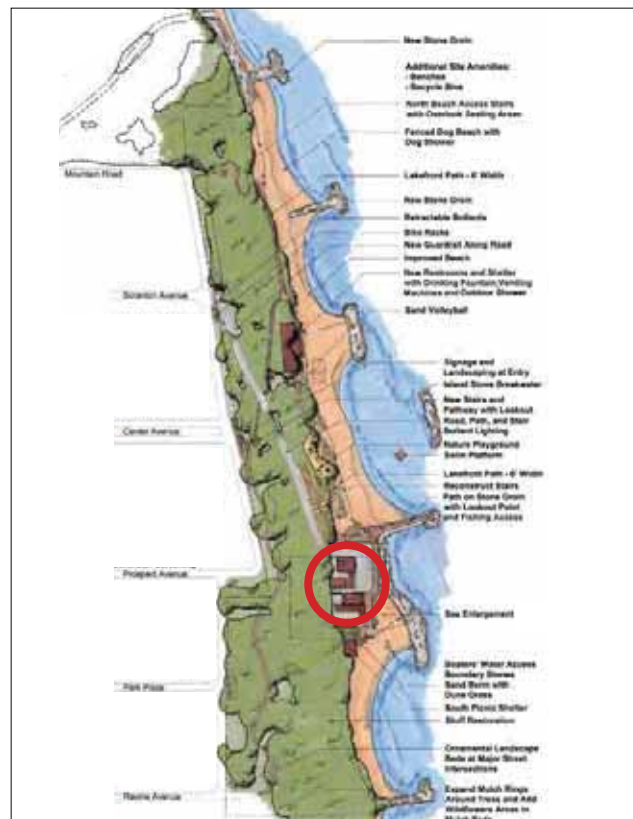 New Stone Groin
Additional Site Amenities:
- Benches
- Recycle Bins
North Beach Access Stairs
with Overlook Seating Areas
Fenced Dog Beach with
Dog Shower
Mountain Road
Lakefront Path - 8' Width
New Stone Groin
Retractable Bollards
Bike Racks
New Guardrail Along Road
Improved Beach
New Restrooms and Shelter
with Drinking Fountain, Vending
Machines and Outdoor Shower
Scranton Avenue
Sand Volleyball
Signage and
Landscaping at Entry
Island Stone Breakwater
New Stairs and
Pathway with Lookout
Road, Path, and Stair
Bollard Lighting
Center Avenue
Nature Playground
Swim Platform
Lakefront Path - 6' Width
Reconstruct Stairs
Path on Stone Groin
with Lookout Point
and Fishing Access
Prospect Avenue
See Enlargement
Boaters' Water Access
Boundary Stones
Sand Berm with
Dune Grass
Park Place
South Picnic Shelter
Bluff Restoration
Ornamental Landscape
Beds at Major Street
Intersections
Ravine Avenue
Expand Mulch Rings
Around Trees and Add
Wildflowers Areas in
Mulch Beds